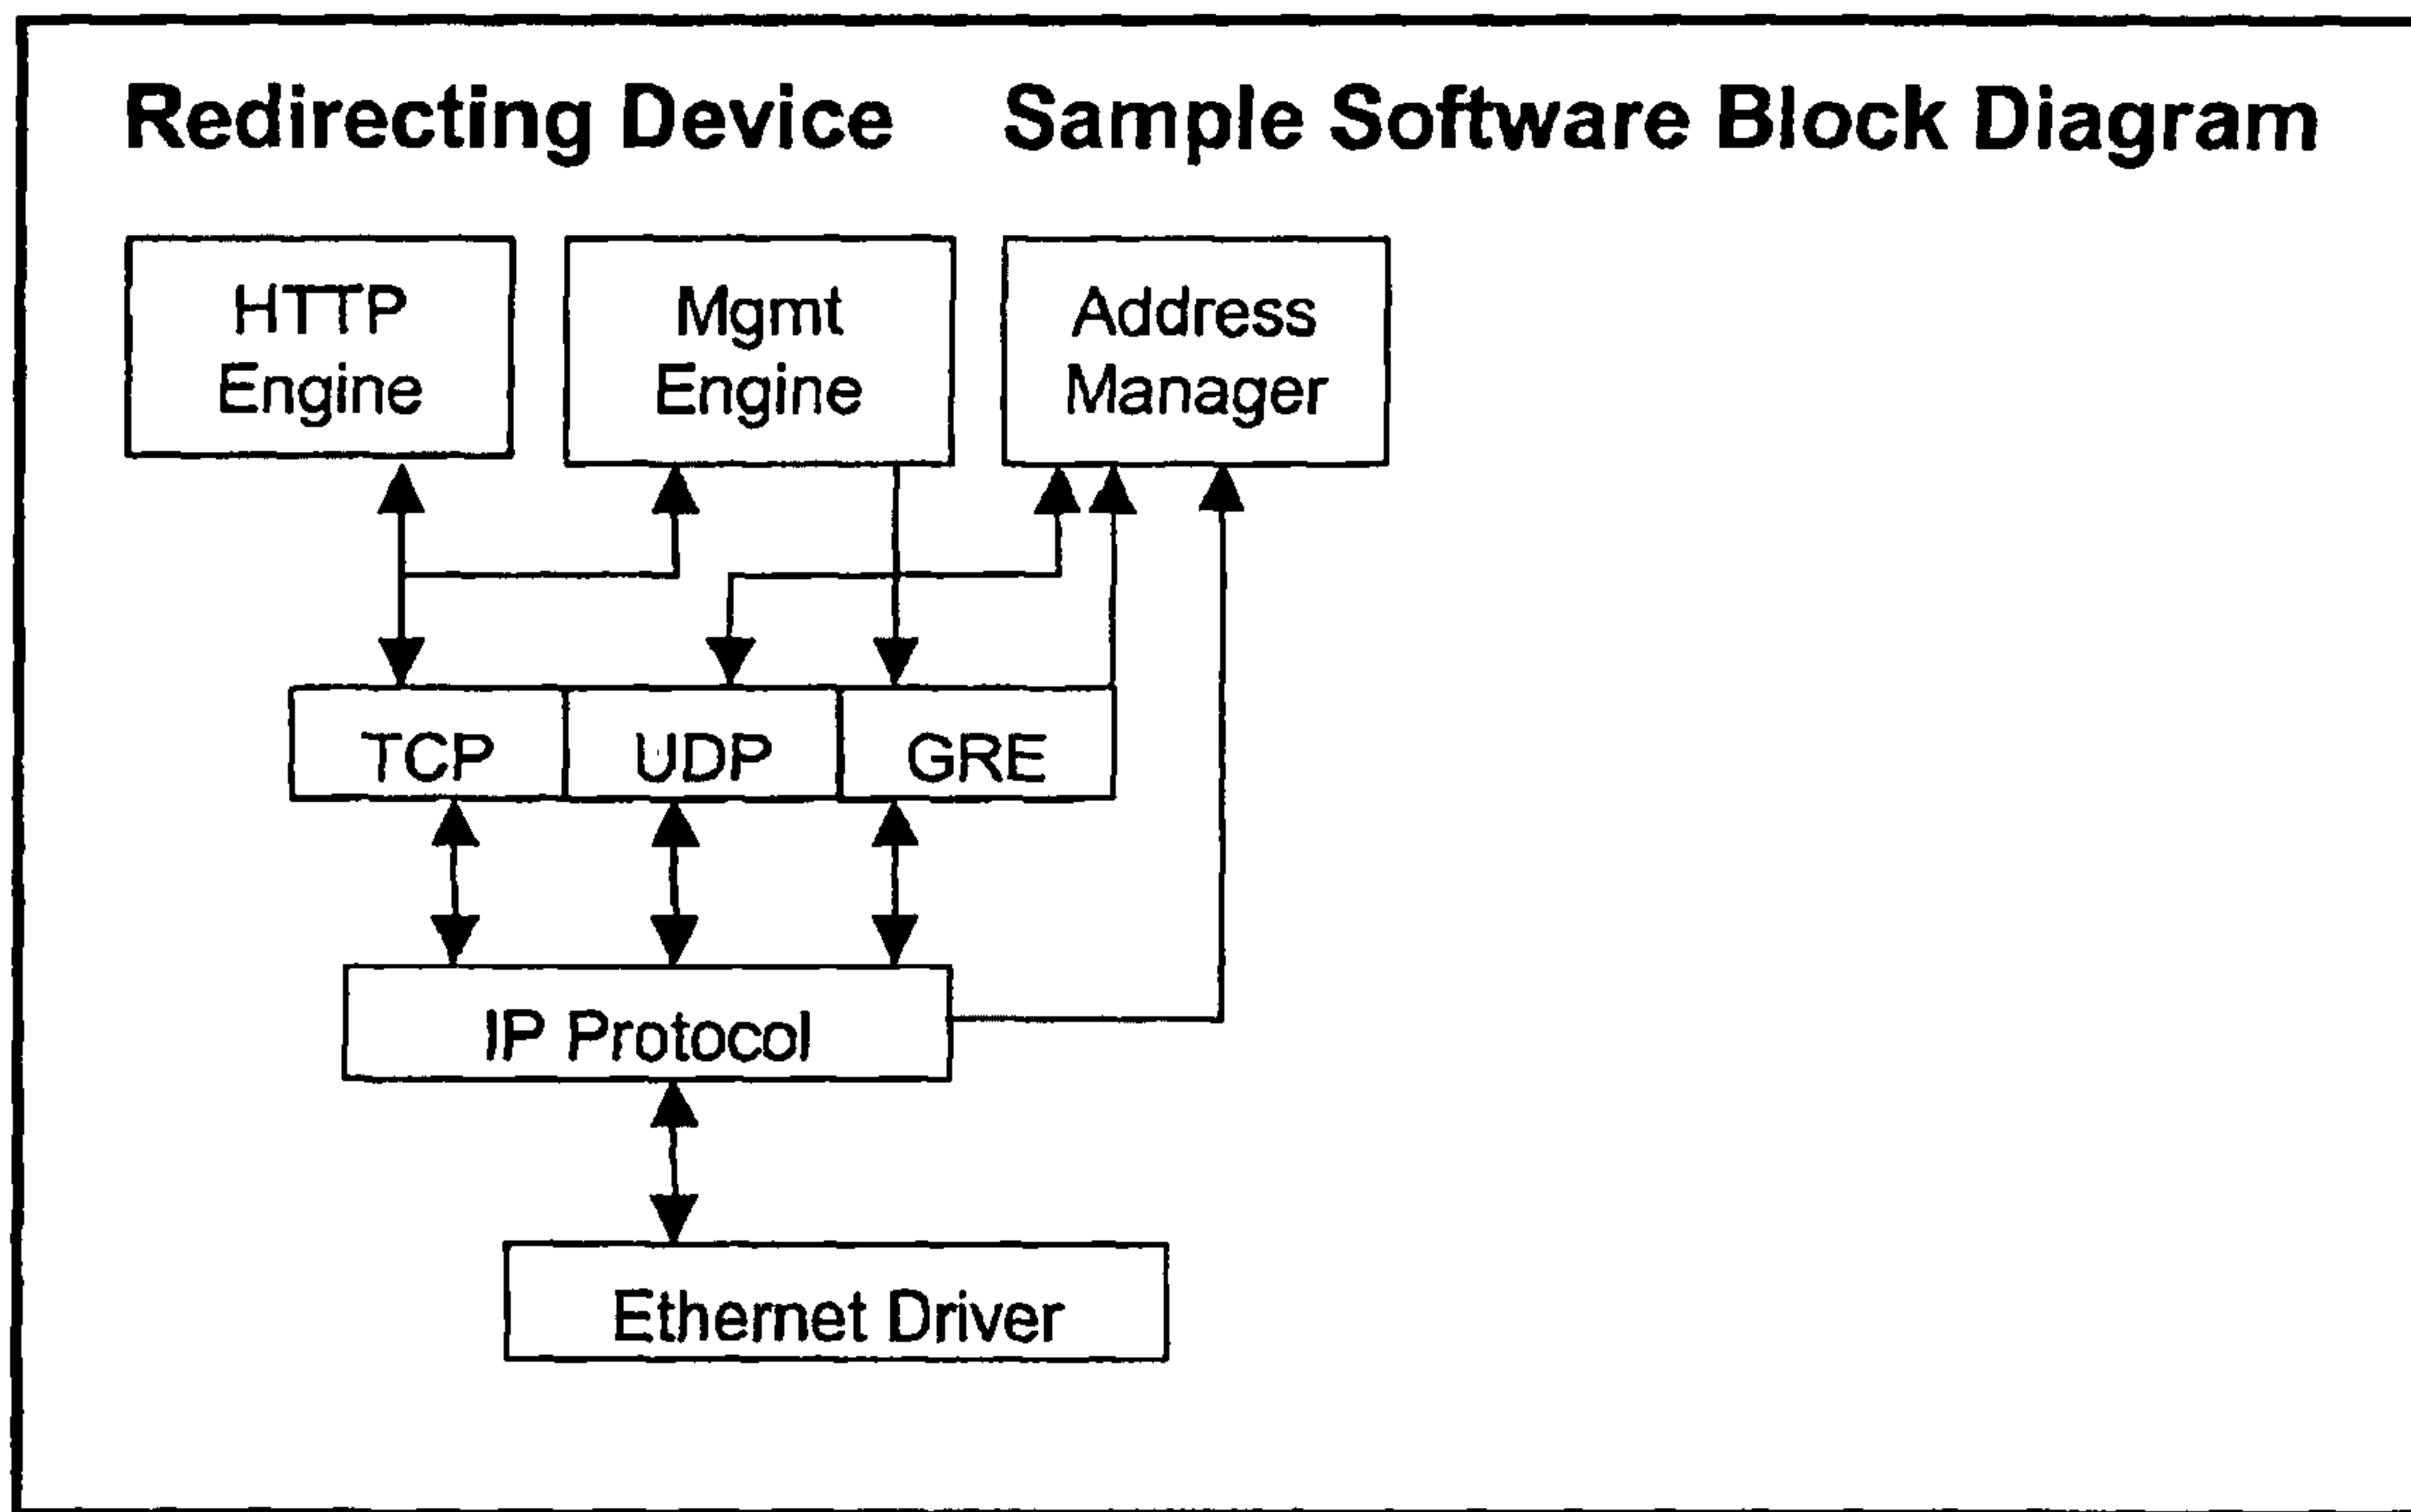 Redirecting Device Sample Software Block Diagram
HTTP
Engine
Mgmt
Engine
Address
Manager
TCP
UDP
GRE
IP Protocol
Ethernet Driver